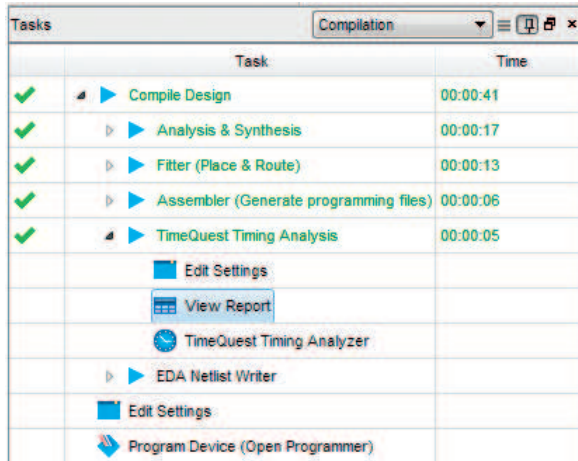 Tasks Compilation
Task Time
Compile Design 00:00:41
Analysis & Synthesis 00:00:17
Fitter (Place & Route) 00:00:13
Assembler (Generate programming files) 00:00:06
TimeQuest Timing Analysis 00:00:05
Edit Settings
View Report
TimeQuest Timing Analyzer
EDA Netlist Writer
Edit Settings
Program Device (Open Programmer)